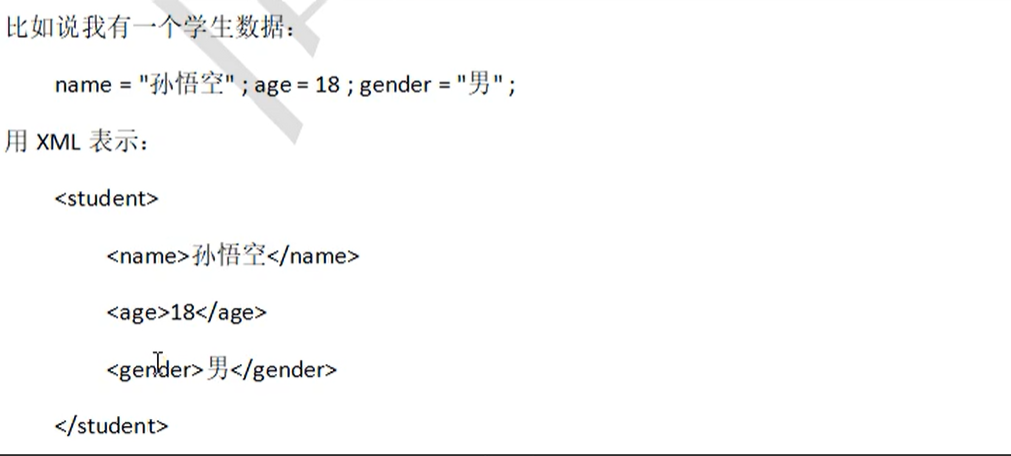 比如说我有一个学生数据：
name = "孙悟空" ; age = 18 ; gender = "男" ;
用 XML 表示：
<student>
<name>孙悟空</name>
<age>18</age>
<gender>男</gender>
</student>